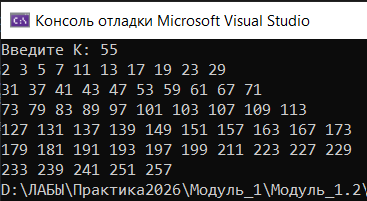 Консоль отладки Microsoft Visual Studio
Введите K: 55
2 3 5 7 11 13 17 19 23 29
31 37 41 43 47 53 59 61 67 71
73 79 83 89 97 101 103 107 109 113
127 131 137 139 149 151 157 163 167 173
179 181 191 193 197 199 211 223 227 229
233 239 241 251 257
D:\ЛАБЫ\Практика2026\Модуль_1\Модуль_1.2\